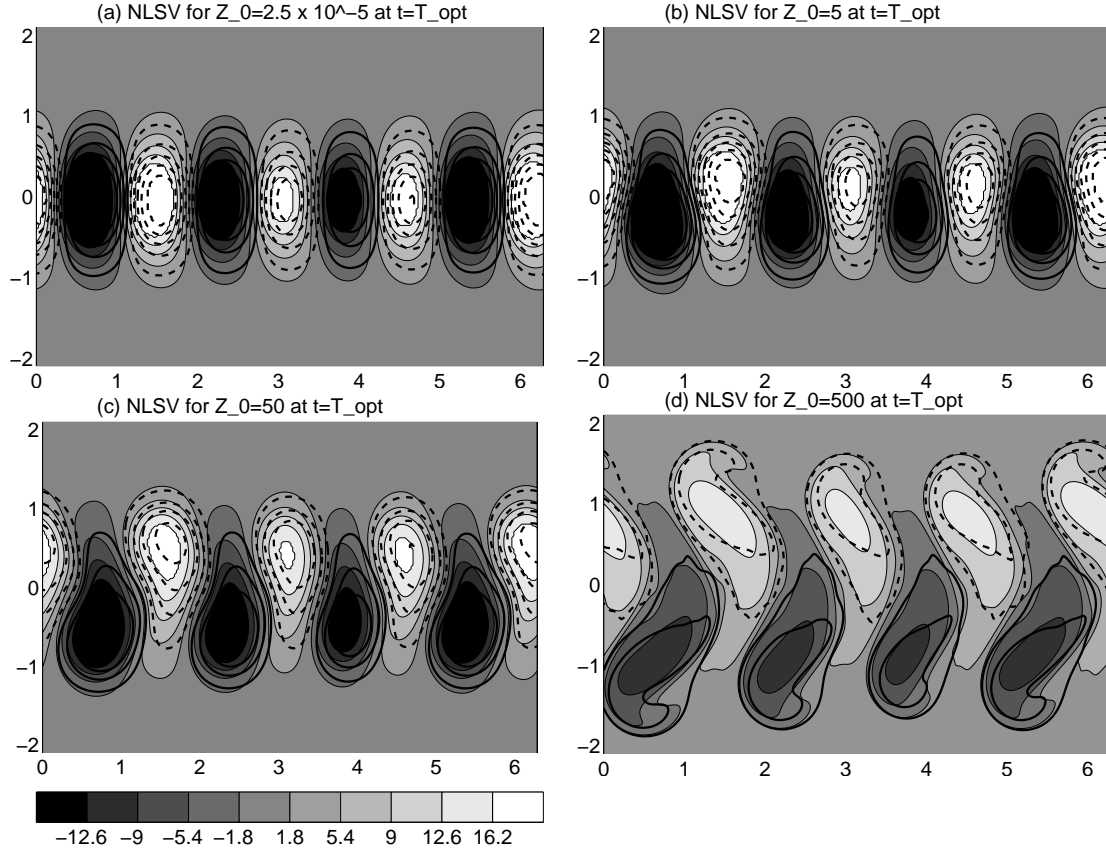 (a) NLSV for Z_0=2.5 x 10^−5 at t=T_opt
2
1
0
−1
−2
0 1 2 3 4 5 6
(b) NLSV for Z_0=5 at t=T_opt
2
1
0
−1
−2
0 1 2 3 4 5 6
(c) NLSV for Z_0=50 at t=T_opt
2
1
0
−1
−2
0 1 2 3 4 5 6
(d) NLSV for Z_0=500 at t=T_opt
2
1
0
−1
−2
0 1 2 3 4 5 6
−12.6 −9 −5.4 −1.8 1.8 5.4 9 12.6 16.2